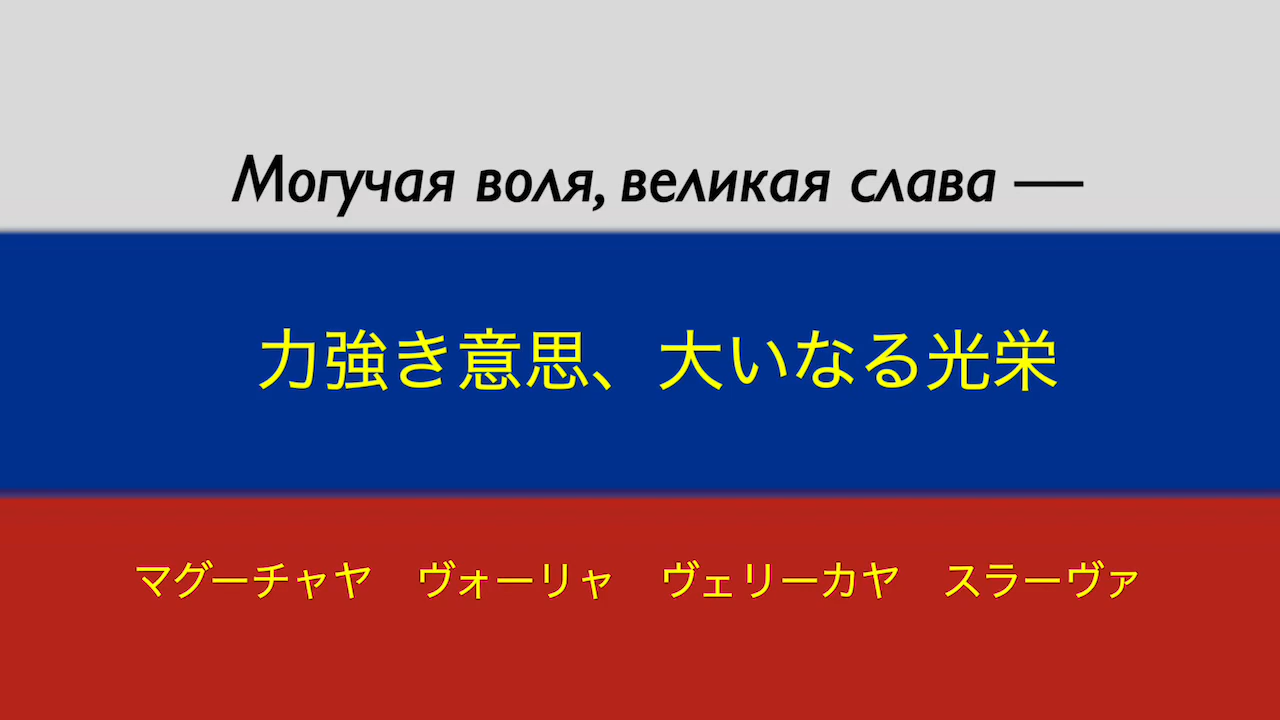 Могучая воля, великая слава —
力強き意思、大いなる光栄
マグーチャヤ　ヴォーリャ　ヴェリーカヤ　スラーヴァ